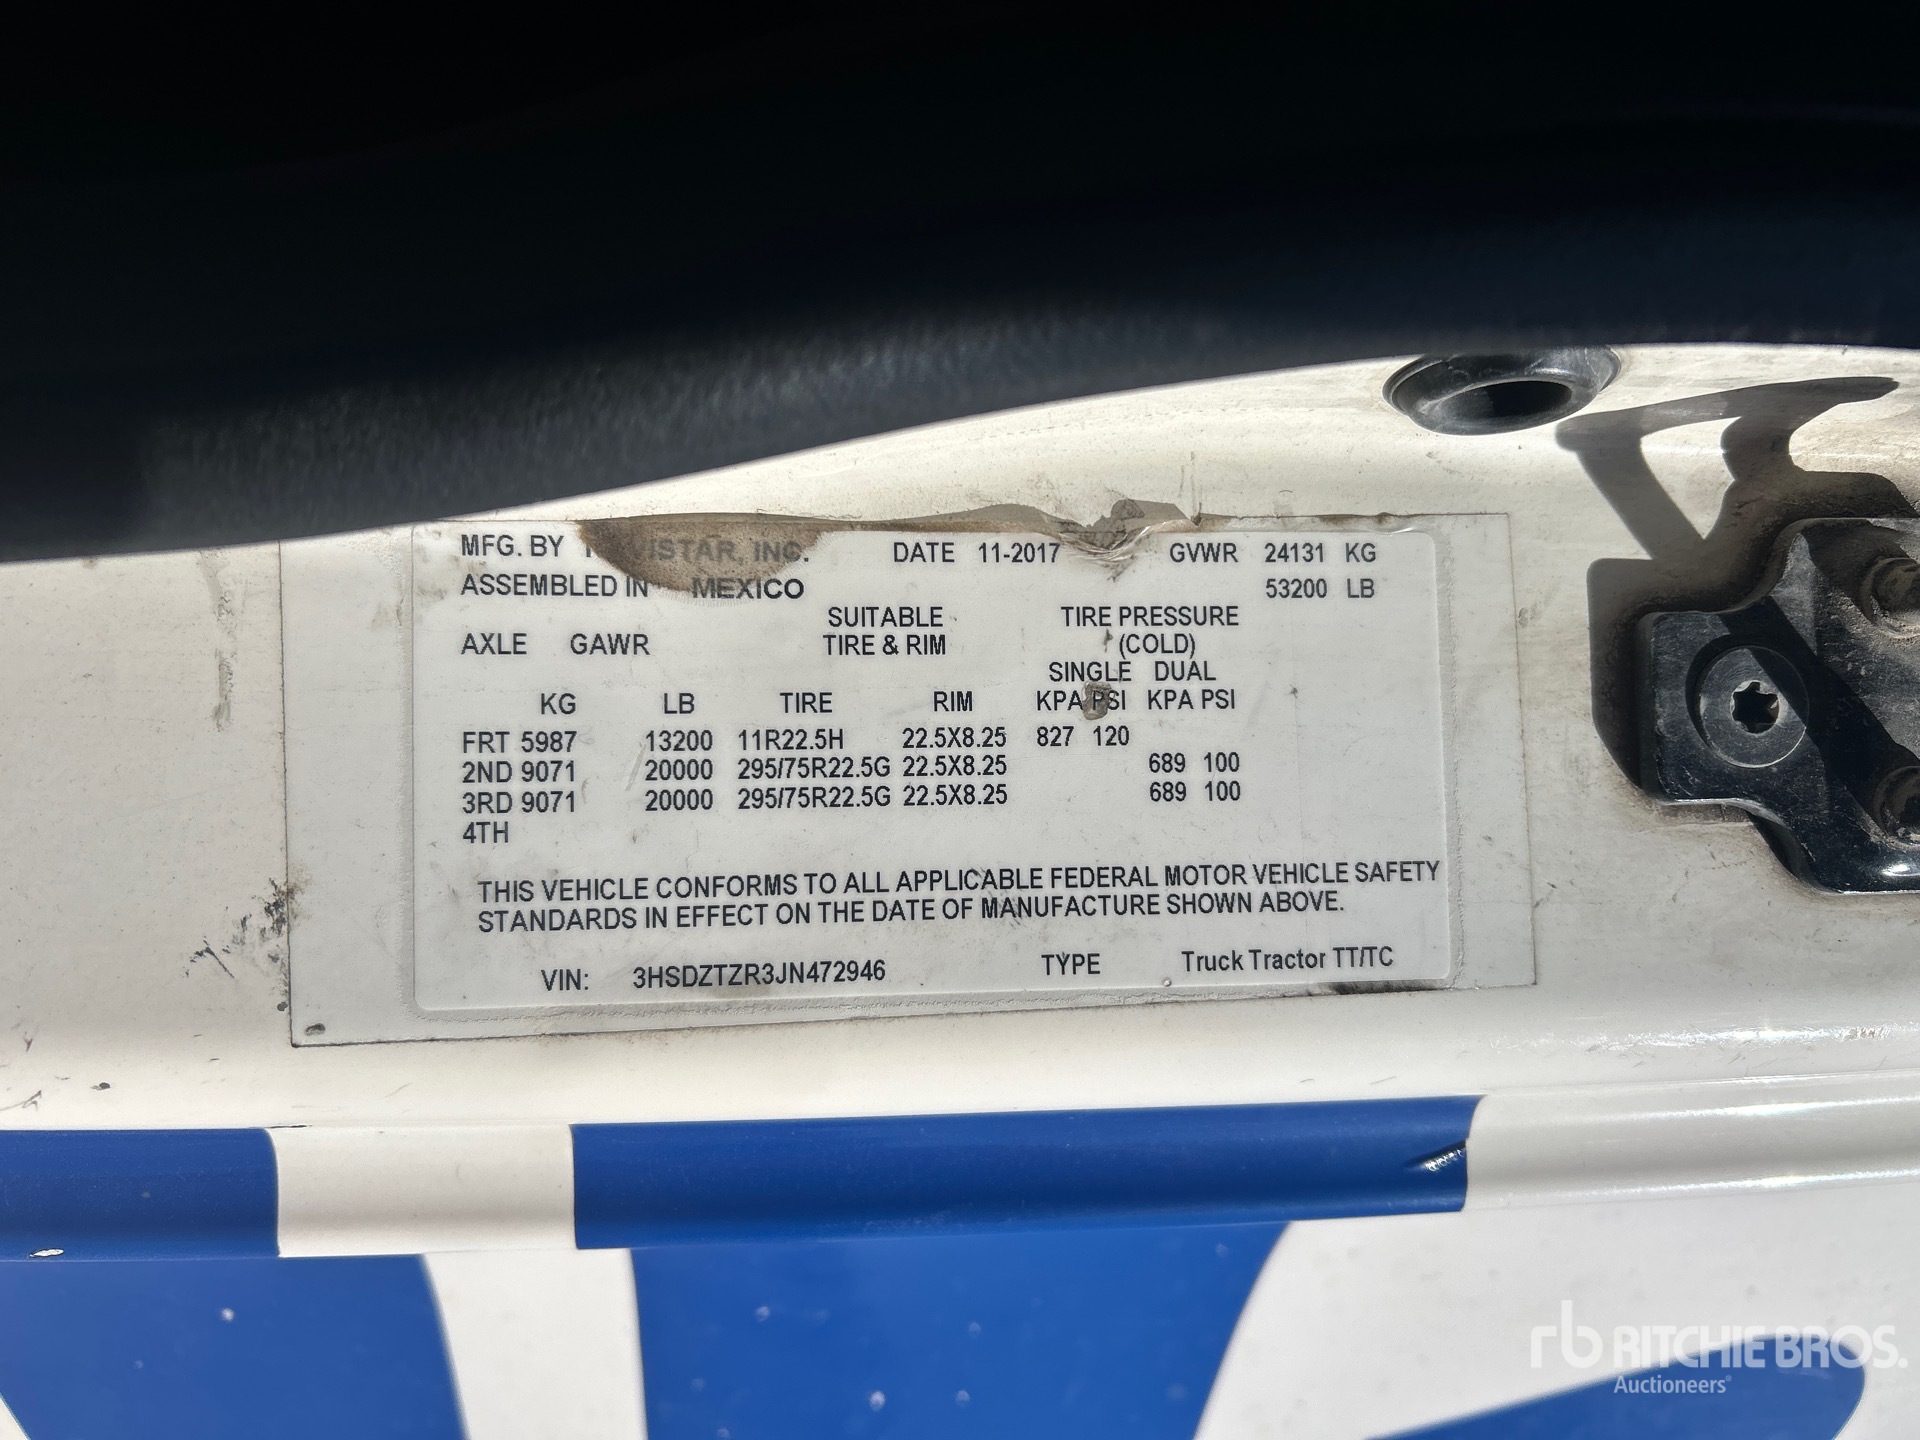 MFG. BY NAVISTAR, INC. DATE 11-2017 GVWR 24131 KG
ASSEMBLED IN MEXICO 53200 LB
SUITABLE TIRE PRESSURE
AXLE GAWR TIRE & RIM (COLD)
SINGLE DUAL
KG LB TIRE RIM KPA PSI KPA PSI
FRT 5987 13200 11R22.5H 22.5X8.25 827 120
2ND 9071 20000 295/75R22.5G 22.5X8.25 689 100
3RD 9071 20000 295/75R22.5G 22.5X8.25 689 100
4TH
THIS VEHICLE CONFORMS TO ALL APPLICABLE FEDERAL MOTOR VEHICLE SAFETY
STANDARDS IN EFFECT ON THE DATE OF MANUFACTURE SHOWN ABOVE.
VIN: 3HSDZTZR3JN472946 TYPE Truck Tractor TT/TC
rb RITCHIE BROS.
Auctioneers